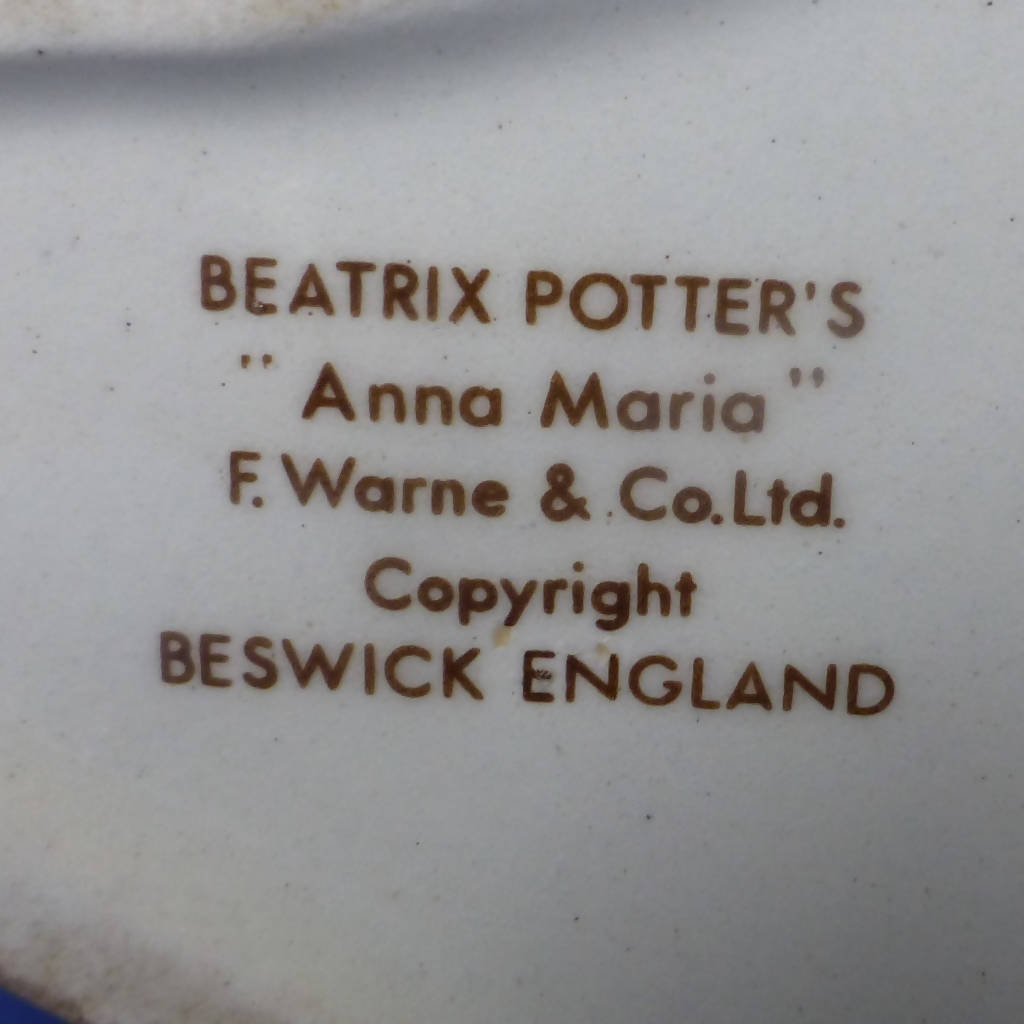 BEATRIX POTTER'S
" Anna Maria "
F. Warne & Co. Ltd.
Copyright
BESWICK ENGLAND